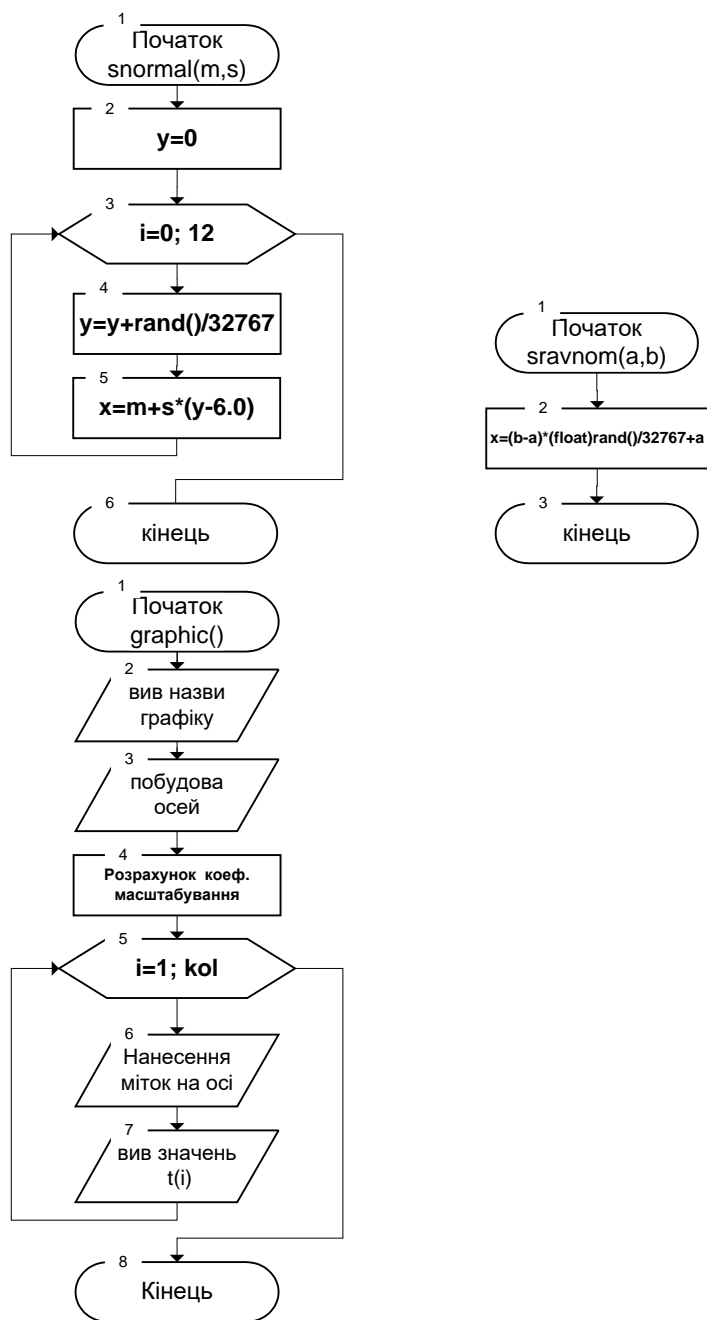 1
Початок
snormal(m,s)
2
y=0
3
i=0; 12
4
y=y+rand()/32767
5
x=m+s*(y-6.0)
6
кінець
1
Початок
sravnom(a,b)
2
x=(b-a)*(float)rand()/32767+a
3
кінець
1
Початок
graphic()
2
вив назви
графіку
3
побудова
осей
4
Розрахунок коеф.
масштабування
5
i=1; kol
6
Нанесення
міток на осі
7
вив значень
t(i)
8
Кінець